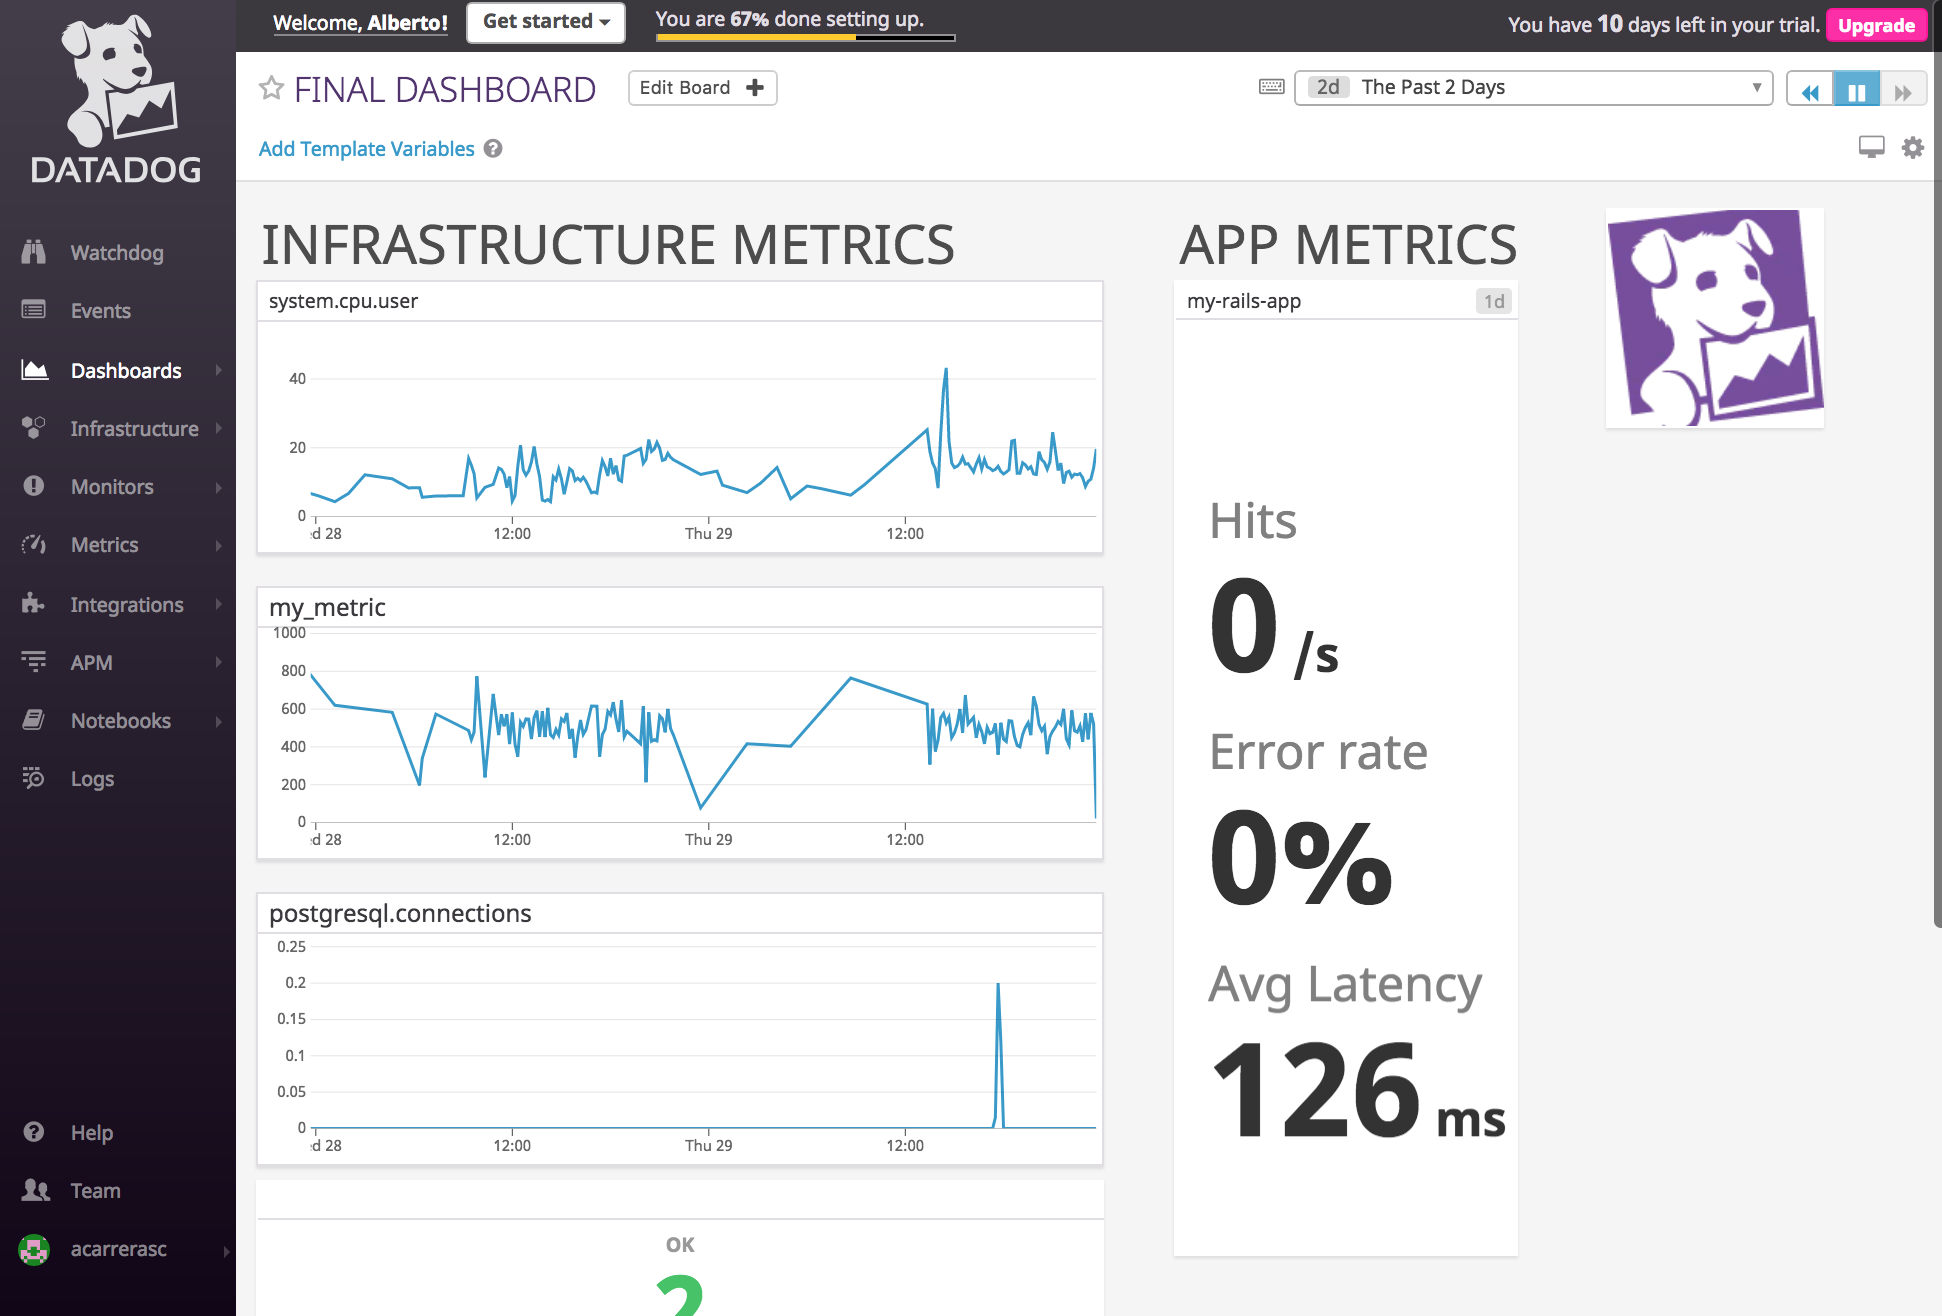 Welcome, Alberto!
Get started
You are 67% done setting up.
You have 10 days left in your trial.
Upgrade
DATADOG
FINAL DASHBOARD
Edit Board
2d The Past 2 Days
Add Template Variables
Watchdog
Events
Dashboards
Infrastructure
Monitors
Metrics
Integrations
APM
Notebooks
Logs
Help
Team
acarrerasc
INFRASTRUCTURE METRICS
system.cpu.user
40
20
0
d 28 12:00 Thu 29 12:00
my_metric
1000
800
600
400
200
0
d 28 12:00 Thu 29 12:00
postgresql.connections
0.25
0.2
0.15
0.1
0.05
0
d 28 12:00 Thu 29 12:00
OK
2
APP METRICS
my-rails-app 1d
Hits
0 /s
Error rate
0%
Avg Latency
126 ms